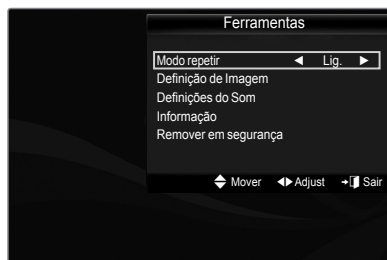 Ferramentas
Modo repetir ◄ Lig. ►
Definição de Imagem
Definições do Som
Informação
Remover em segurança
Mover Adjust Sair